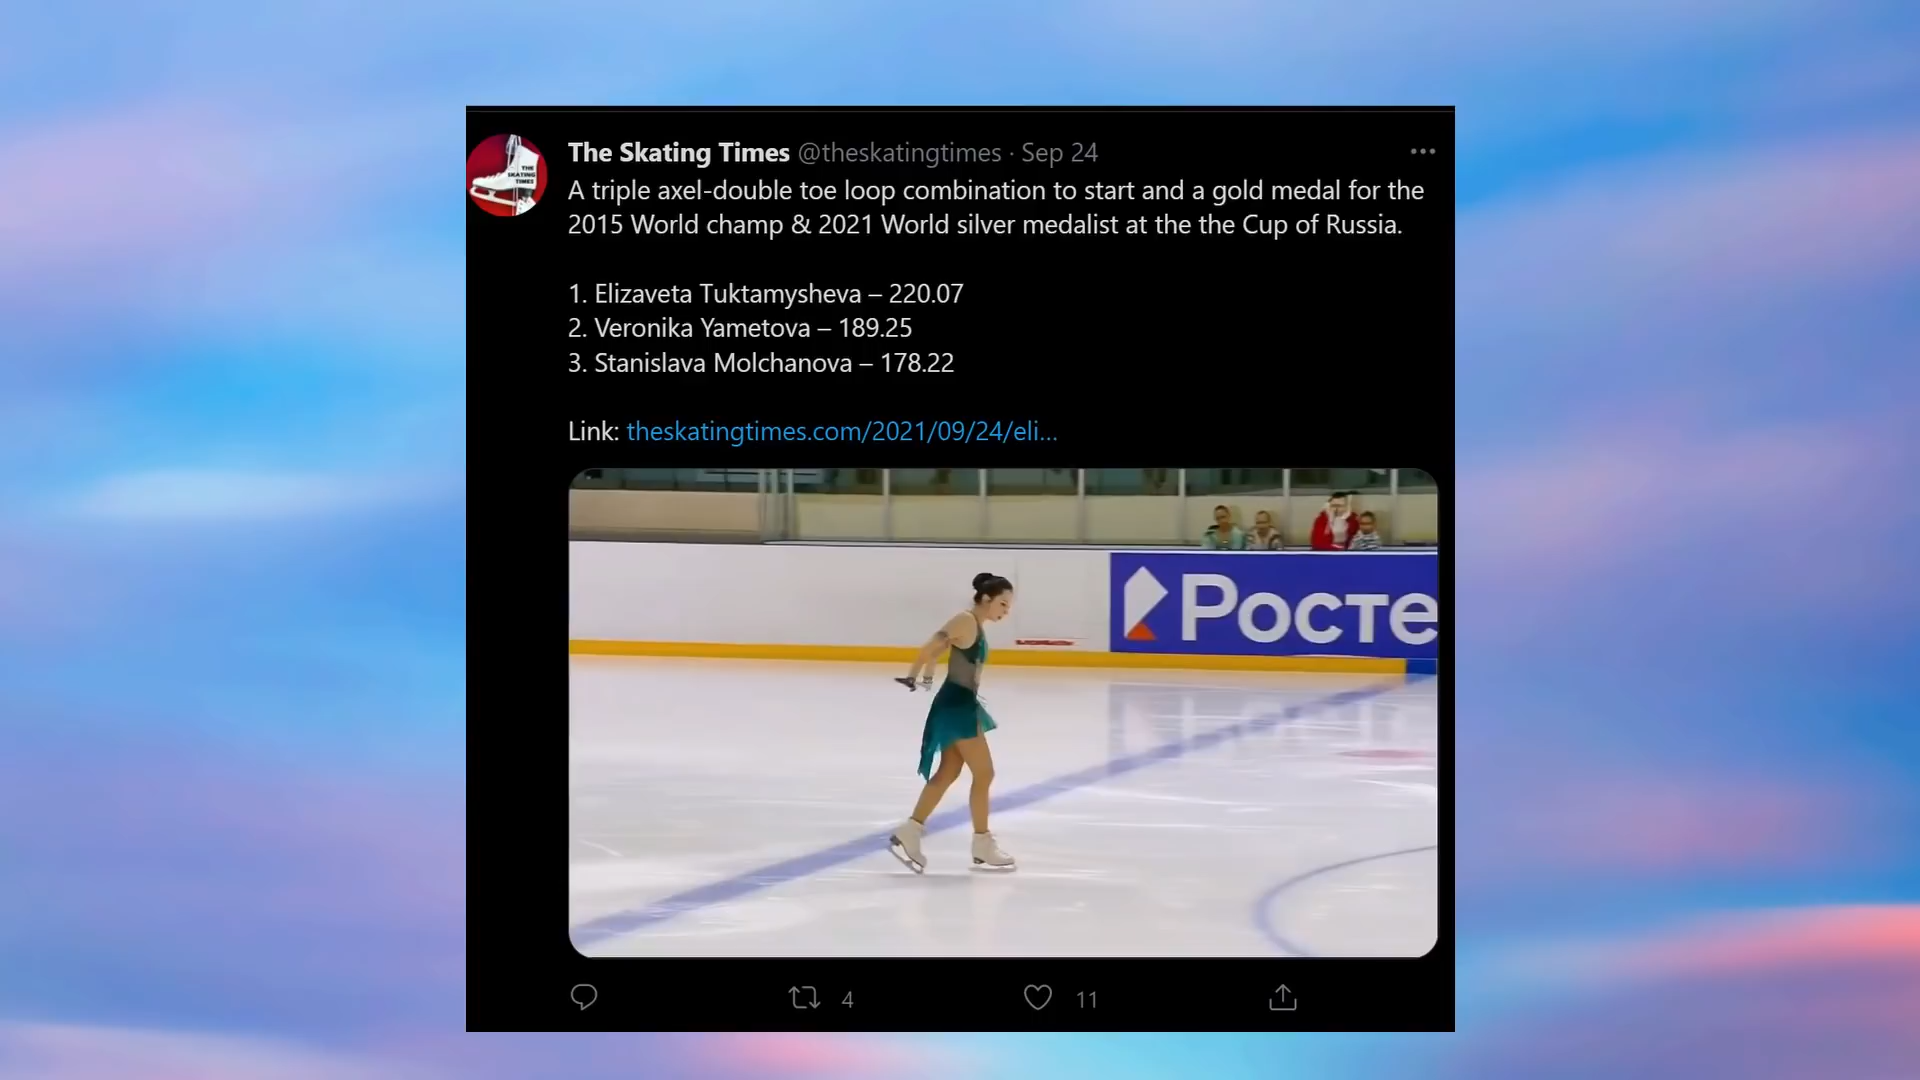 The Skating Times @theskatingtimes · Sep 24
A triple axel-double toe loop combination to start and a gold medal for the
2015 World champ & 2021 World silver medalist at the the Cup of Russia.
1. Elizaveta Tuktamysheva – 220.07
2. Veronika Yametova – 189.25
3. Stanislava Molchanova – 178.22
Link: theskatingtimes.com/2021/09/24/eli...
THE
SKATING
TIMES
Росте
4
11